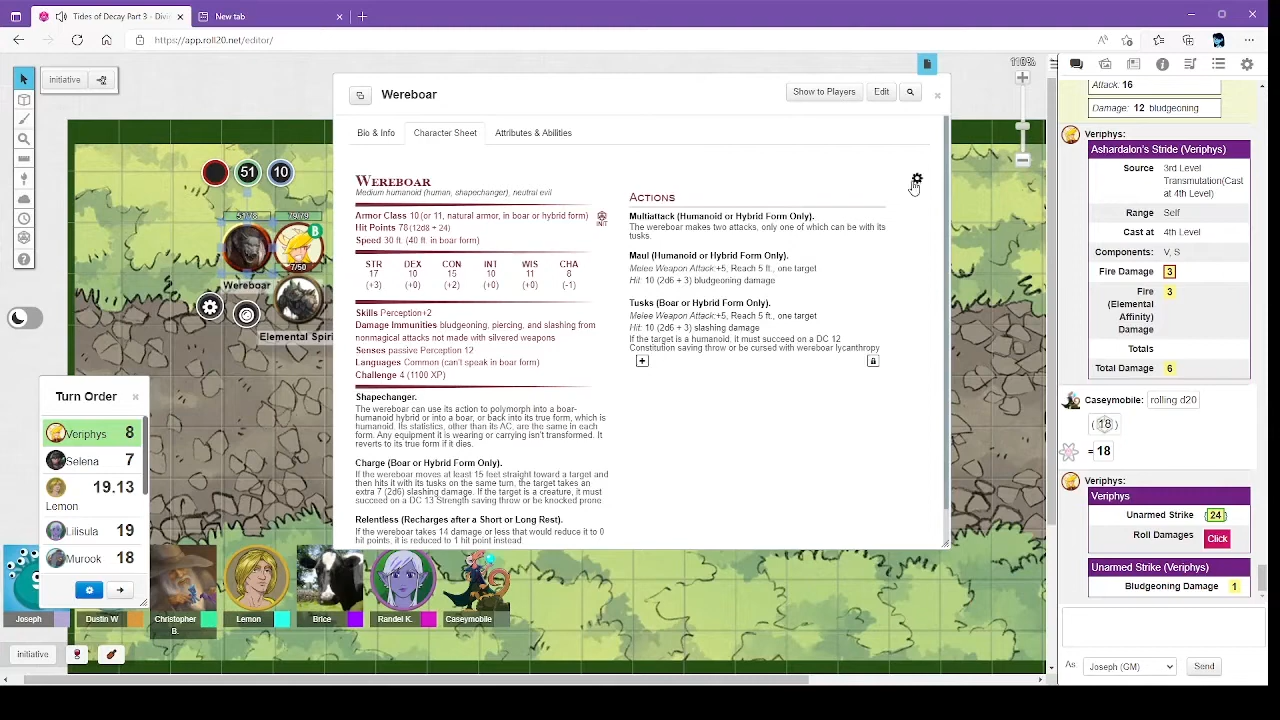 Tides of Decay Part 3 - Divi
New tab
https://app.roll20.net/editor/
initiative
110%
51
10
51/78
79/79
B
7/50
Wereboar
Elemental Spiri
Turn Order
Veriphys 8
Selena 7
19.13
Lemon
Lilisula 19
Murook 18
Joseph
Dustin W
Christopher B.
Lemon
Brice
Randel K.
Caseymobile
initiative
Wereboar
Show to Players
Edit
Bio & Info
Character Sheet
Attributes & Abilities
WEREBOAR
Medium humanoid (human, shapechanger), neutral evil
Armor Class 10 (or 11, natural armor, in boar or hybrid form)
INIT
Hit Points 78 (12d8 + 24)
Speed 30 ft. (40 ft. in boar form)
STR DEX CON INT WIS CHA
17 10 15 10 11 8
(+3) (+0) (+2) (+0) (+0) (-1)
Skills Perception+2
Damage Immunities bludgeoning, piercing, and slashing from
nonmagical attacks not made with silvered weapons
Senses passive Perception 12
Languages Common (can't speak in boar form)
Challenge 4 (1100 XP)
Shapechanger.
The wereboar can use its action to polymorph into a boar-
humanoid hybrid or into a boar, or back into its true form, which is
humanoid. Its statistics, other than its AC, are the same in each
form. Any equipment it is wearing or carrying isn't transformed. It
reverts to its true form if it dies.
Charge (Boar or Hybrid Form Only).
If the wereboar moves at least 15 feet straight toward a target and
then hits it with its tusks on the same turn, the target takes an
extra 7 (2d6) slashing damage. If the target is a creature, it must
succeed on a DC 13 Strength saving throw or be knocked prone.
Relentless (Recharges after a Short or Long Rest).
If the wereboar takes 14 damage or less that would reduce it to 0
hit points, it is reduced to 1 hit point instead
ACTIONS
Multiattack (Humanoid or Hybrid Form Only).
The wereboar makes two attacks, only one of which can be with its
tusks.
Maul (Humanoid or Hybrid Form Only).
Melee Weapon Attack:+5, Reach 5 ft., one target
Hit: 10 (2d6 + 3) bludgeoning damage
Tusks (Boar or Hybrid Form Only).
Melee Weapon Attack:+5, Reach 5 ft., one target
Hit: 10 (2d6 + 3) slashing damage
If the target is a humanoid, it must succeed on a DC 12
Constitution saving throw or be cursed with wereboar lycanthropy
Attack: 16
Damage: 12 bludgeoning
Veriphys:
Ashardalon's Stride (Veriphys)
Source 3rd Level
Transmutation(Cast
at 4th Level)
Range Self
Cast at 4th Level
Components: V, S
Fire Damage 3
Fire 3
(Elemental
Affinity)
Damage
Totals
Total Damage 6
Caseymobile: rolling d20
(18)
=18
Veriphys:
Veriphys
Unarmed Strike 24
Roll Damages Click
Unarmed Strike (Veriphys)
Bludgeoning Damage 1
As: Joseph (GM) Send